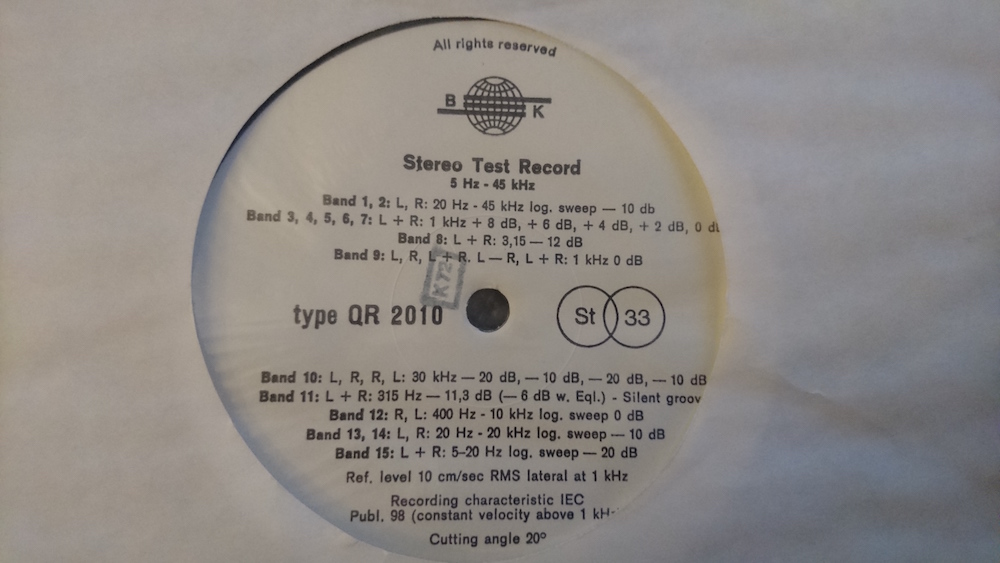 All rights reserved
B K
Stereo Test Record
5 Hz - 45 kHz
Band 1, 2: L, R: 20 Hz - 45 kHz log. sweep — 10 db
Band 3, 4, 5, 6, 7: L + R: 1 kHz + 8 dB, + 6 dB, + 4 dB, + 2 dB, 0 d
Band 8: L + R: 3,15 — 12 dB
Band 9: L, R, L + R. L — R, L + R: 1 kHz 0 dB
type QR 2010
St 33
Band 10: L, R, R, L: 30 kHz — 20 dB, — 10 dB, — 20 dB, — 10 dB
Band 11: L + R: 315 Hz — 11,3 dB (— 6 dB w. Eql.) - Silent groov
Band 12: R, L: 400 Hz - 10 kHz log. sweep 0 dB
Band 13, 14: L, R: 20 Hz - 20 kHz log. sweep — 10 dB
Band 15: L + R: 5-20 Hz log. sweep — 20 dB
Ref. level 10 cm/sec RMS lateral at 1 kHz
Recording characteristic IEC
Publ. 98 (constant velocity above 1 kH
Cutting angle 20°